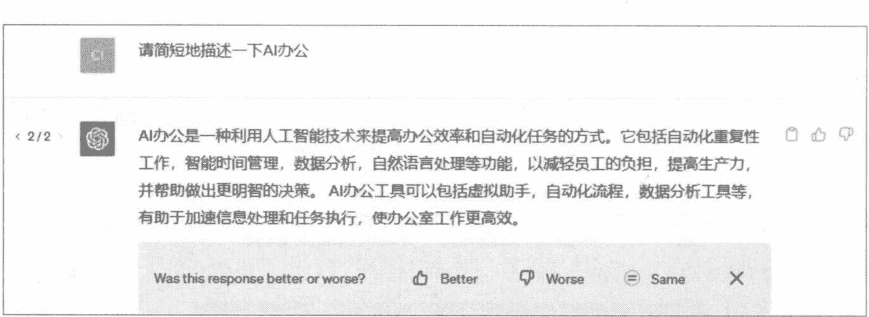 CI
请简短地描述一下AI办公
< 2/2 >
AI办公是一种利用人工智能技术来提高办公效率和自动化任务的方式。它包括自动化重复性
工作，智能时间管理，数据分析，自然语言处理等功能，以减轻员工的负担，提高生产力，
并帮助做出更明智的决策。 AI办公工具可以包括虚拟助手，自动化流程，数据分析工具等，
有助于加速信息处理和任务执行，使办公室工作更高效。
Was this response better or worse? Better Worse Same